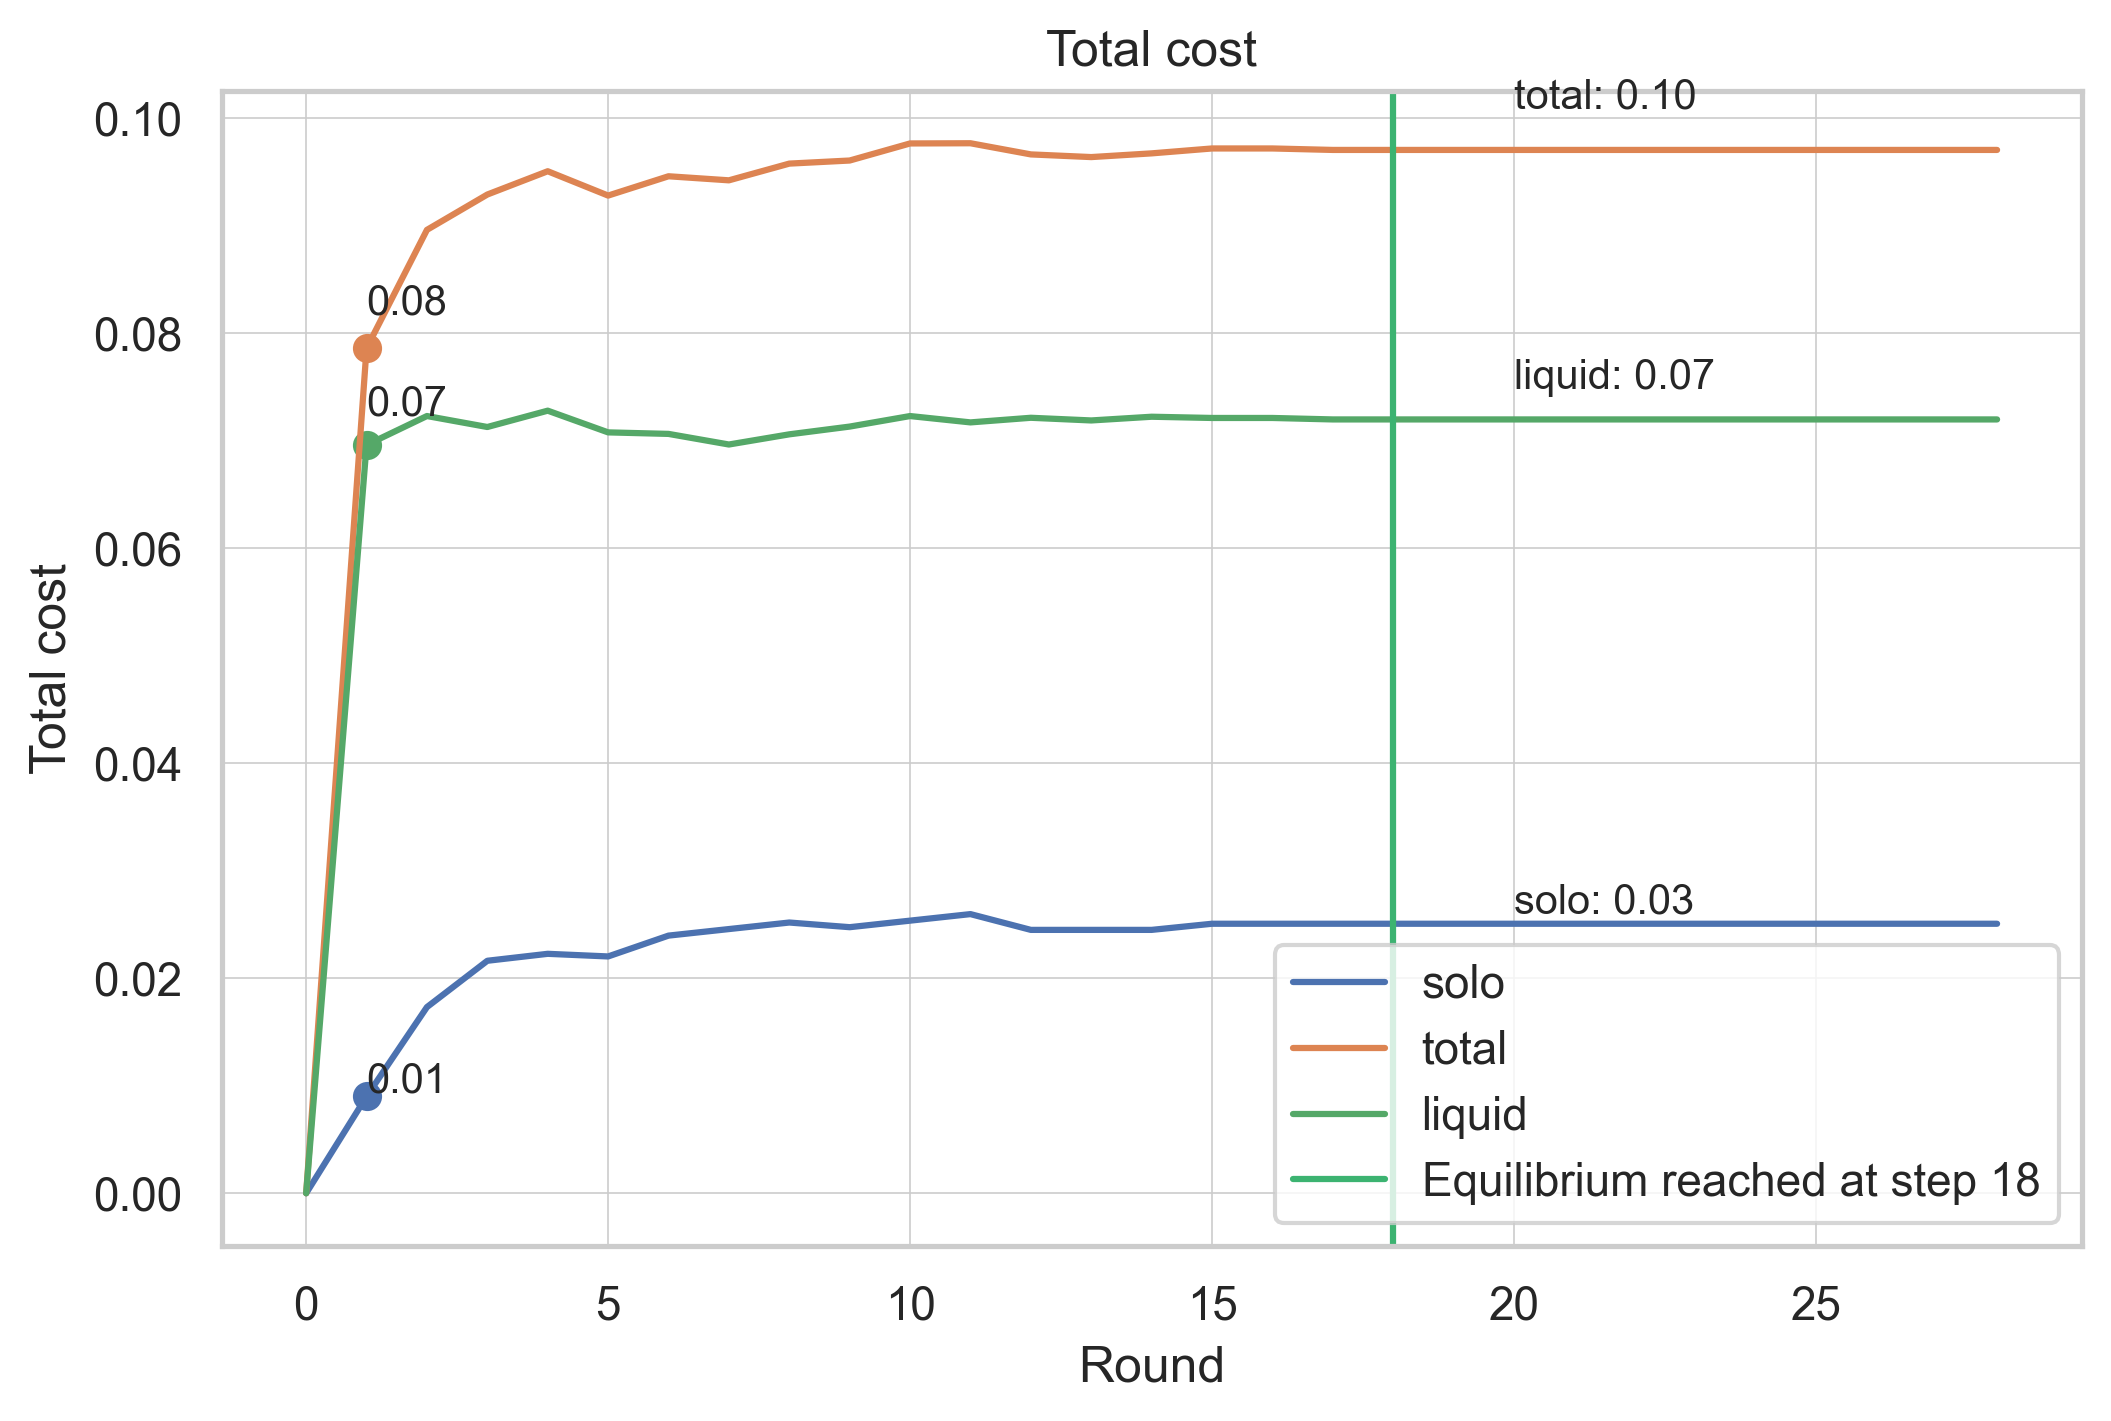 Total cost
total: 0.10
0.10
0.08
0.08
liquid: 0.07
0.07
0.06
Total cost
0.04
solo: 0.03
0.02
solo
total
0.01
liquid
Equilibrium reached at step 18
0.00
0 5 10 15 20 25
Round